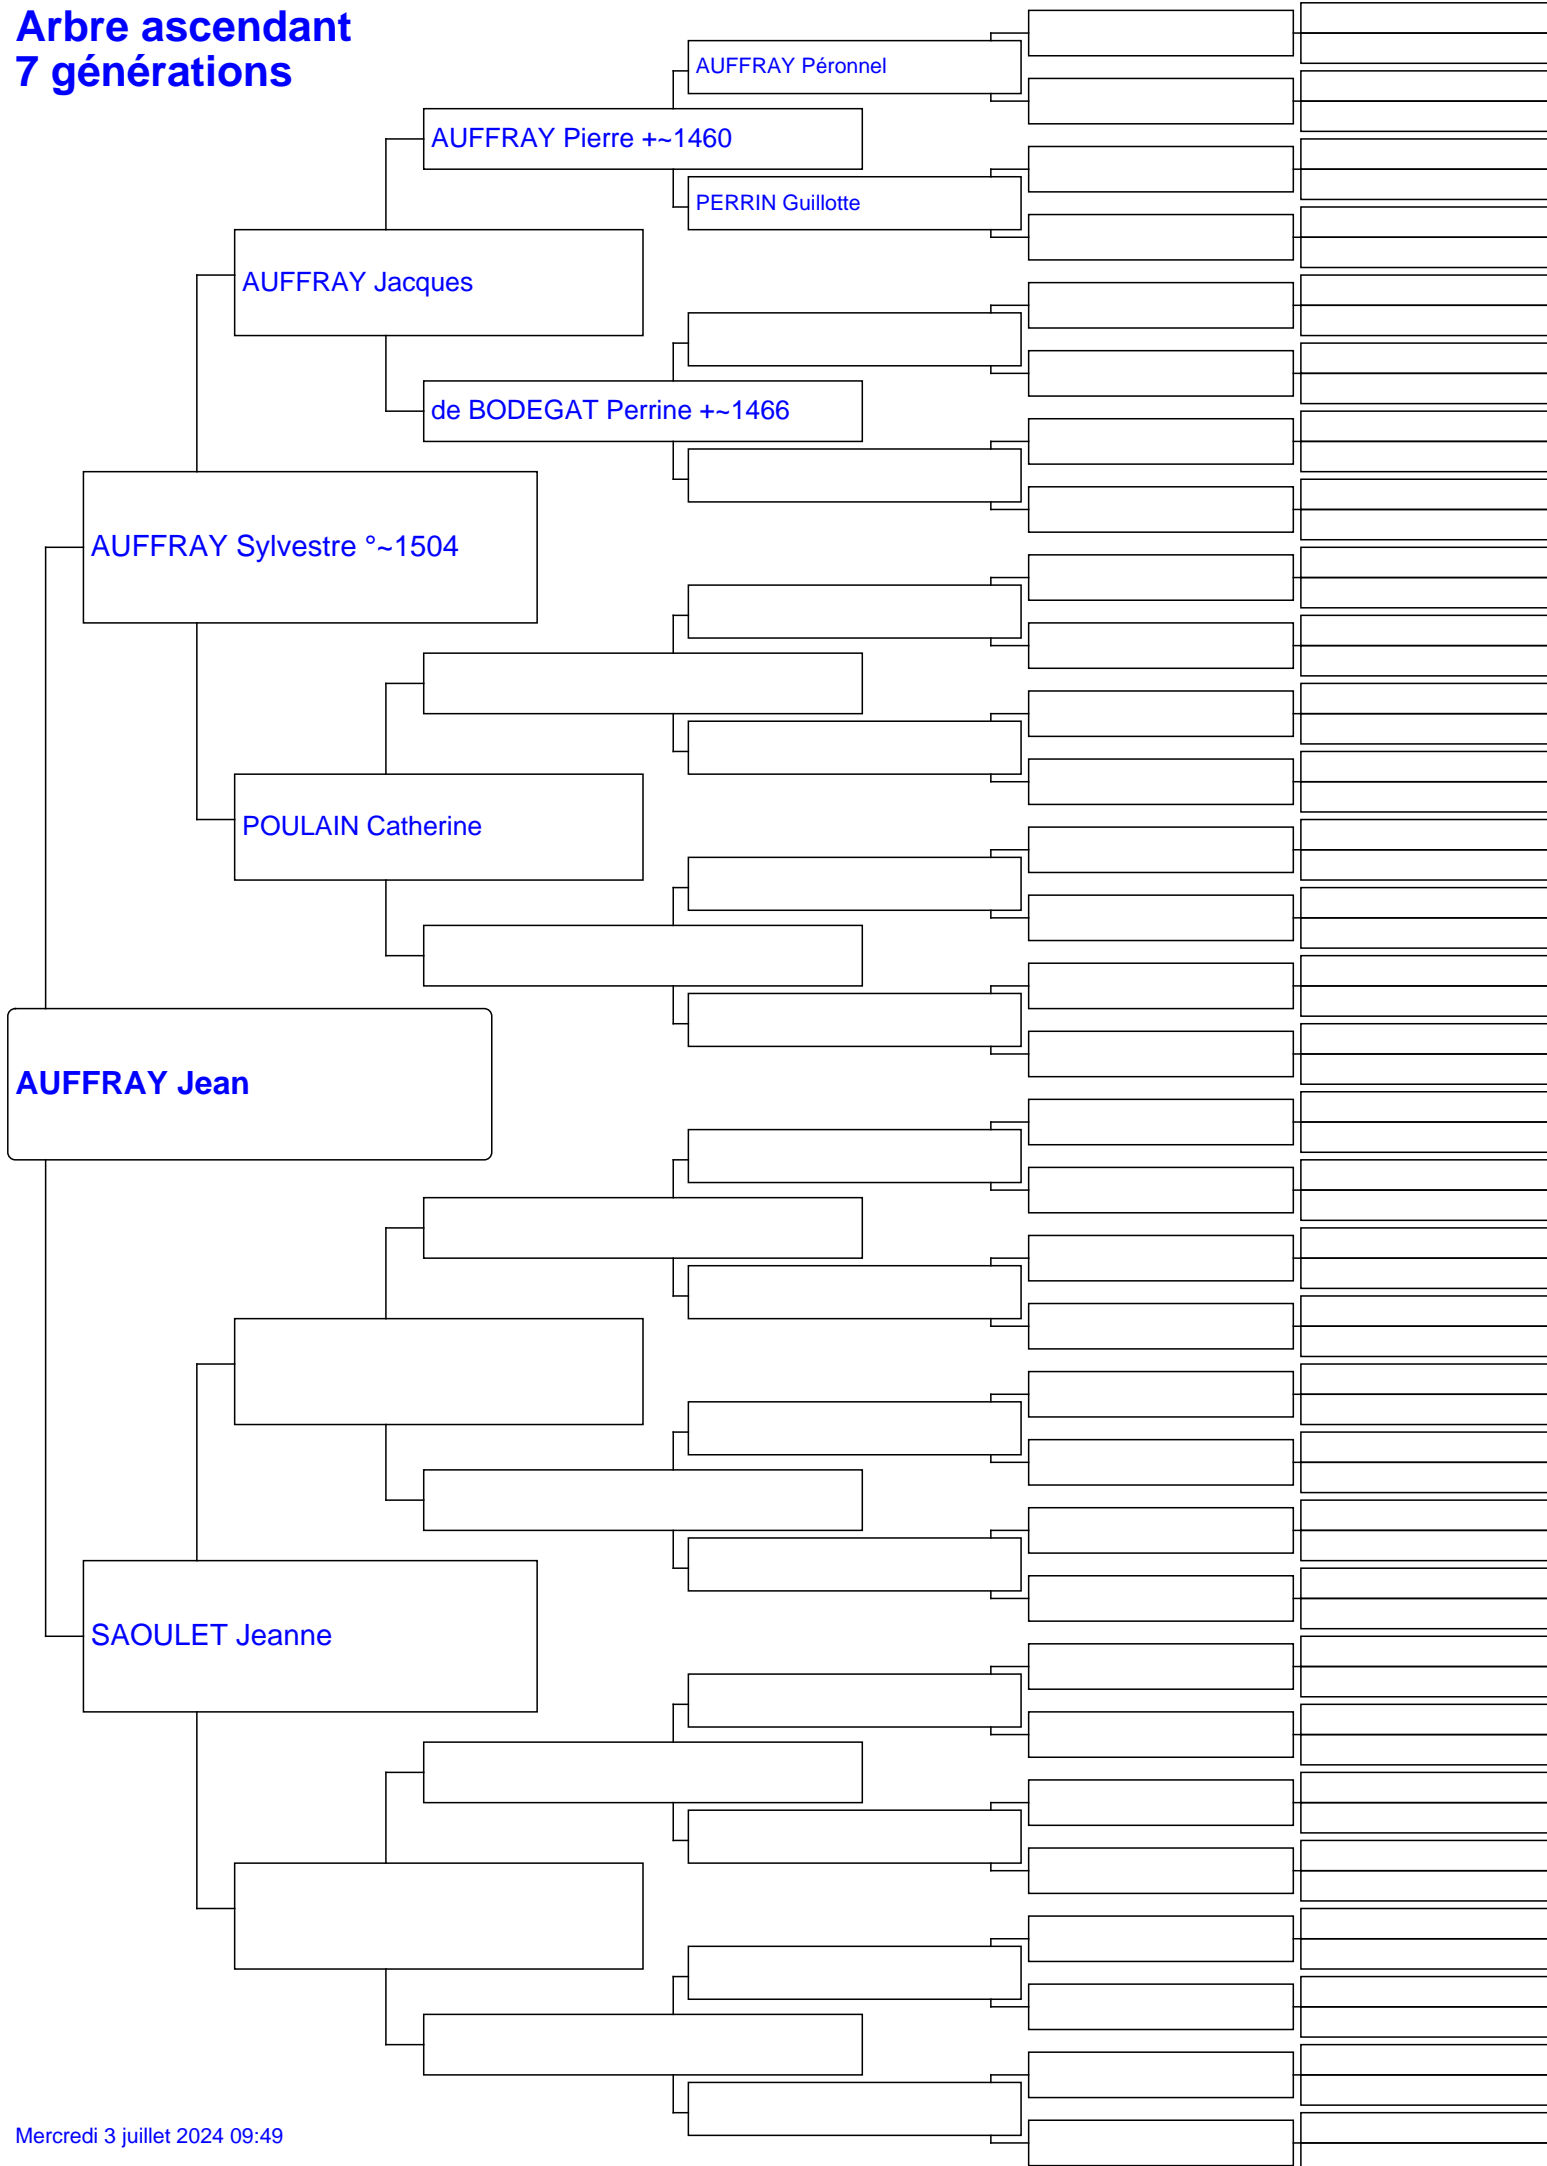 Arbre ascendant
7 générations
AUFFRAY Péronnel
AUFFRAY Pierre +~1460
PERRIN Guillotte
AUFFRAY Jacques
de BODEGAT Perrine +~1466
AUFFRAY Sylvestre °~1504
POULAIN Catherine
AUFFRAY Jean
SAOULET Jeanne
Mercredi 3 juillet 2024 09:49